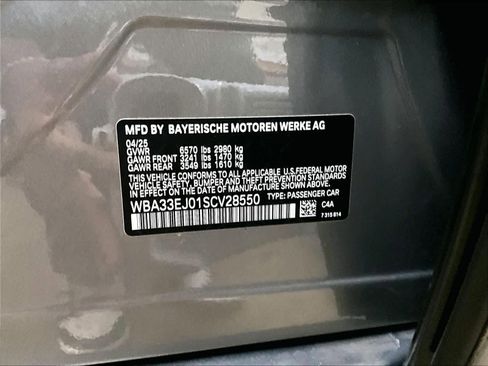 MFD BY BAYERISCHE MOTOREN WERKE AG
04/25
GVWR 6570 lbs 2980 kg
GAWR FRONT 3241 lbs 1470 kg
GAWR REAR 3549 lbs 1610 kg
THIS VEHICLE CONFORMS TO ALL APPLICABLE U.S.FEDERAL MOTOR
VEHICLE SAFETY, BUMPER, AND THEFT PREVENTION STANDARDS IN
EFFECT ON THE DATE OF MANUFACTURE SHOWN ABOVE.
WBA33EJ01SCV28550 TYPE: PASSENGER CAR
C4A
7 315 814